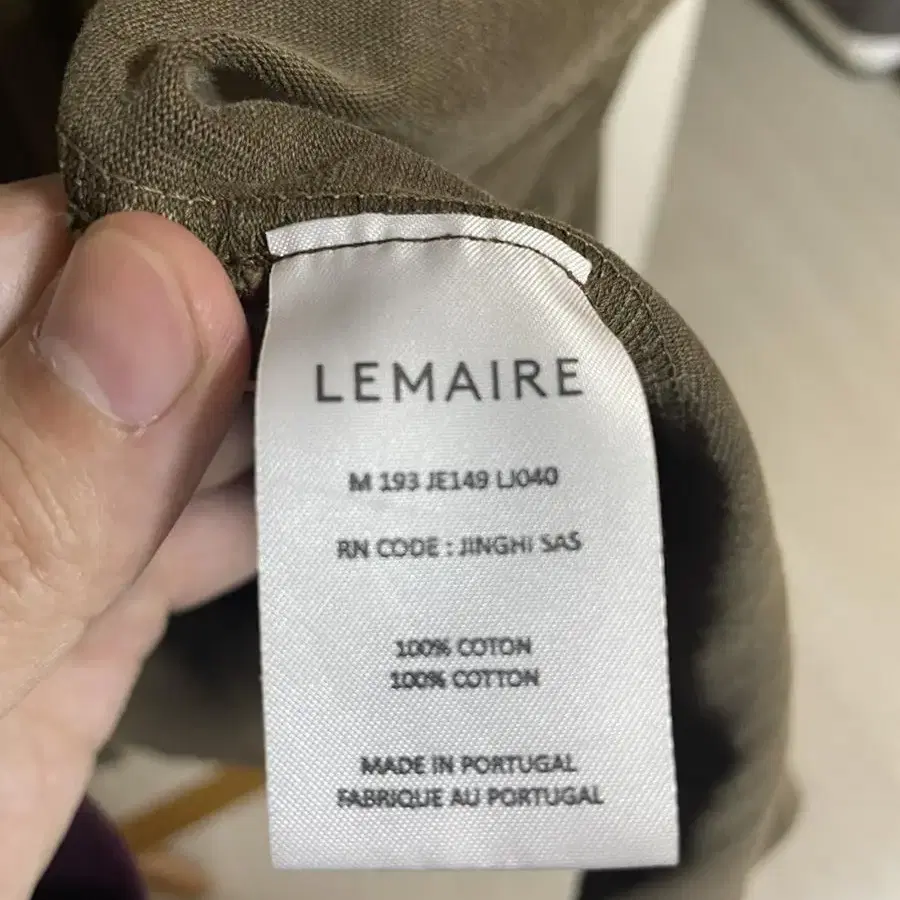 LEMAIRE
M 193 JE149 LJ040
RN CODE : JINGHI SAS
100% COTON
100% COTTON
MADE IN PORTUGAL
FABRIQUE AU PORTUGAL